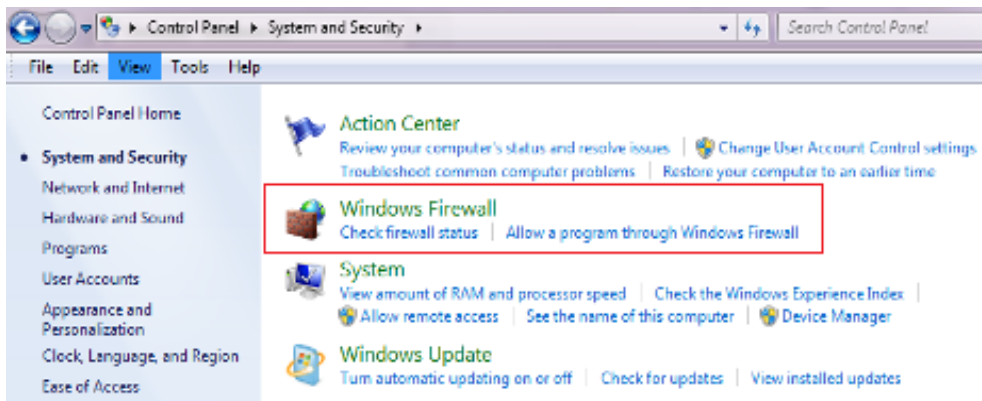 Control Panel ▸ System and Security ▸ Search Control Panel
File Edit View Tools Help
Control Panel Home
System and Security
Network and Internet
Hardware and Sound
Programs
User Accounts
Appearance and
Personalization
Clock, Language, and Region
Ease of Access
Action Center
Review your computer's status and resolve issues | Change User Account Control settings
Troubleshoot common computer problems | Restore your computer to an earlier time
Windows Firewall
Check firewall status | Allow a program through Windows Firewall
System
View amount of RAM and processor speed | Check the Windows Experience Index |
Allow remote access | See the name of this computer | Device Manager
Windows Update
Turn automatic updating on or off | Check for updates | View installed updates